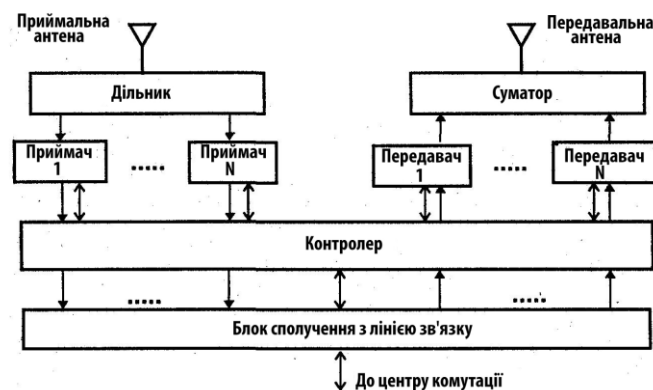 Приймальна
антена
Передавальна
антена
Дільник
Суматор
Приймач
1
.....
Приймач
N
Передавач
1
.....
Передавач
N
Контролер
.....
.....
Блок сполучення з лінією зв'язку
До центру комутації